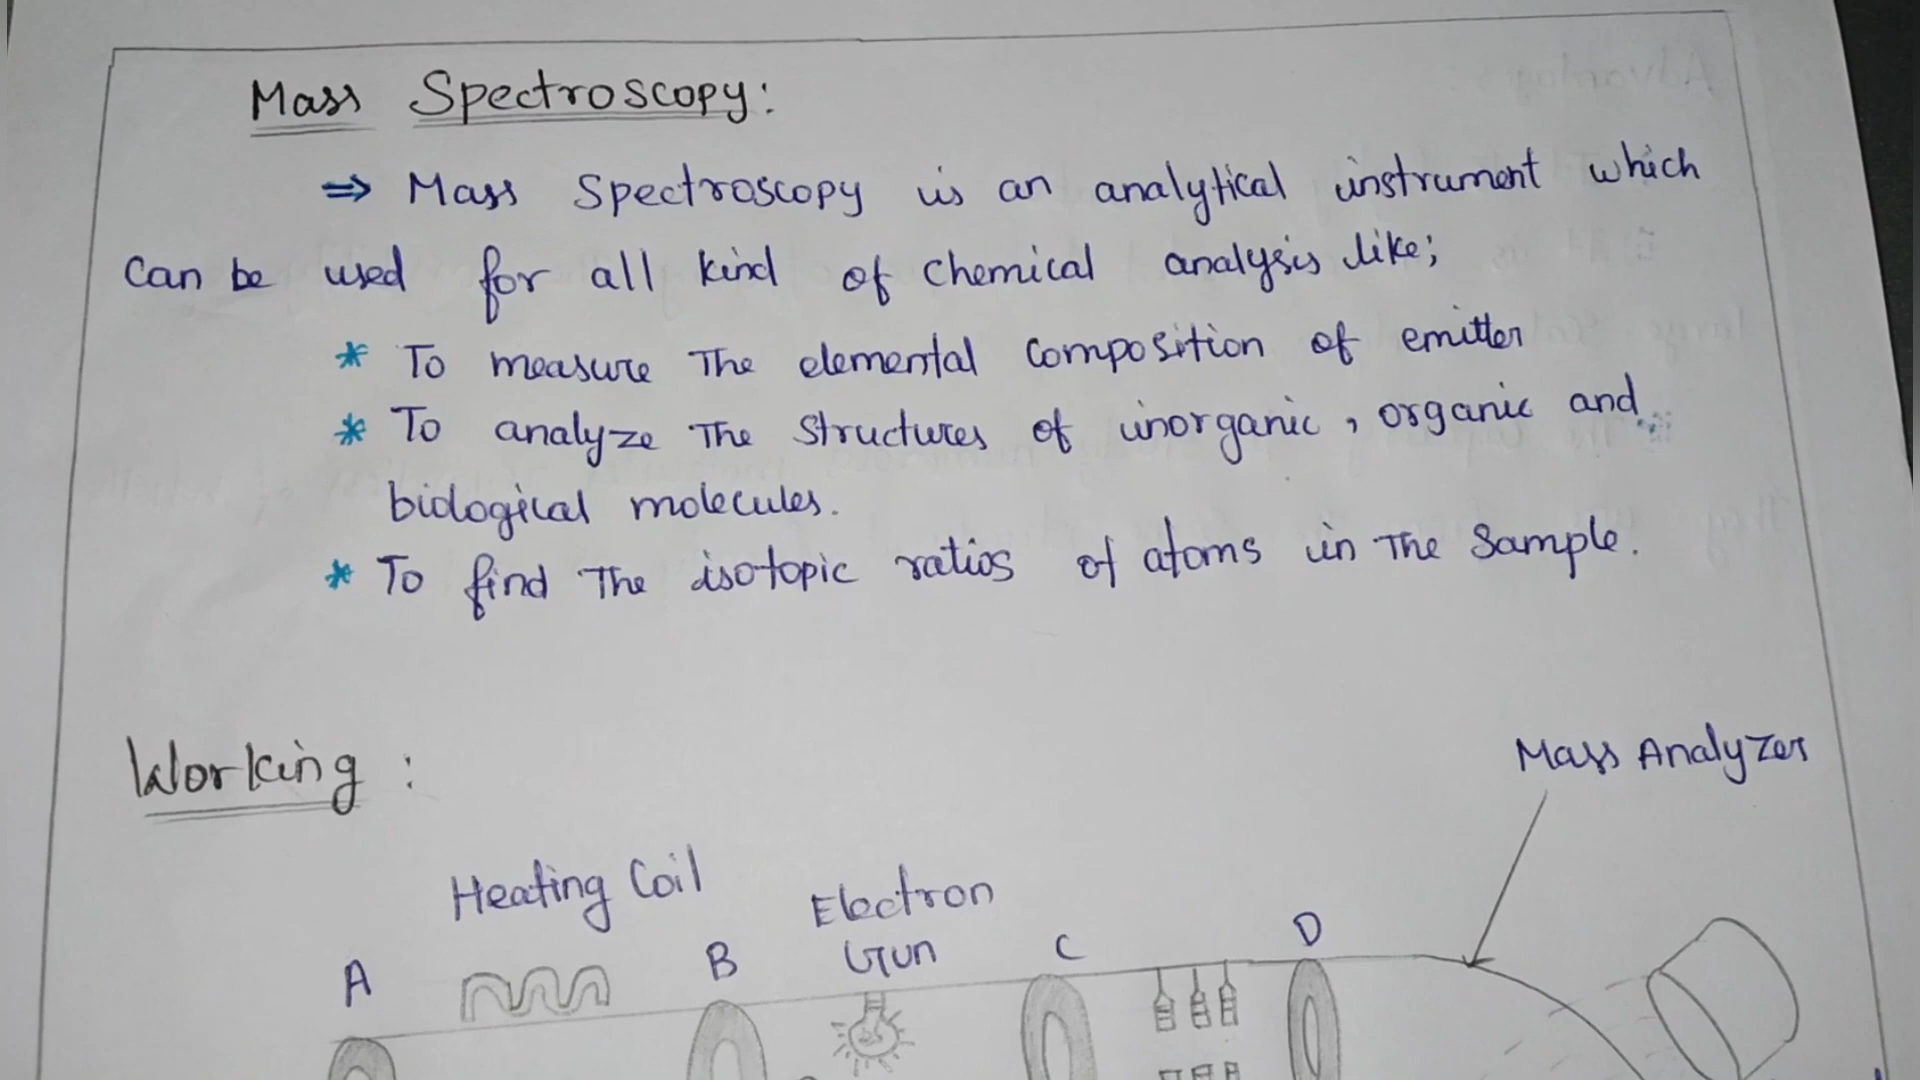 Mass Spectroscopy:
⇒ Mass Spectroscopy is an analytical instrument which
can be used for all kind of chemical analysis like;
* To measure The elemental composition of emitter
* To analyze The Structures of inorganic, organic and
biological molecules.
* To find The isotopic ratios of atoms in The Sample.
Working :
Mass Analyzer
Heating Coil
Electron
Gun
A
B
C
D